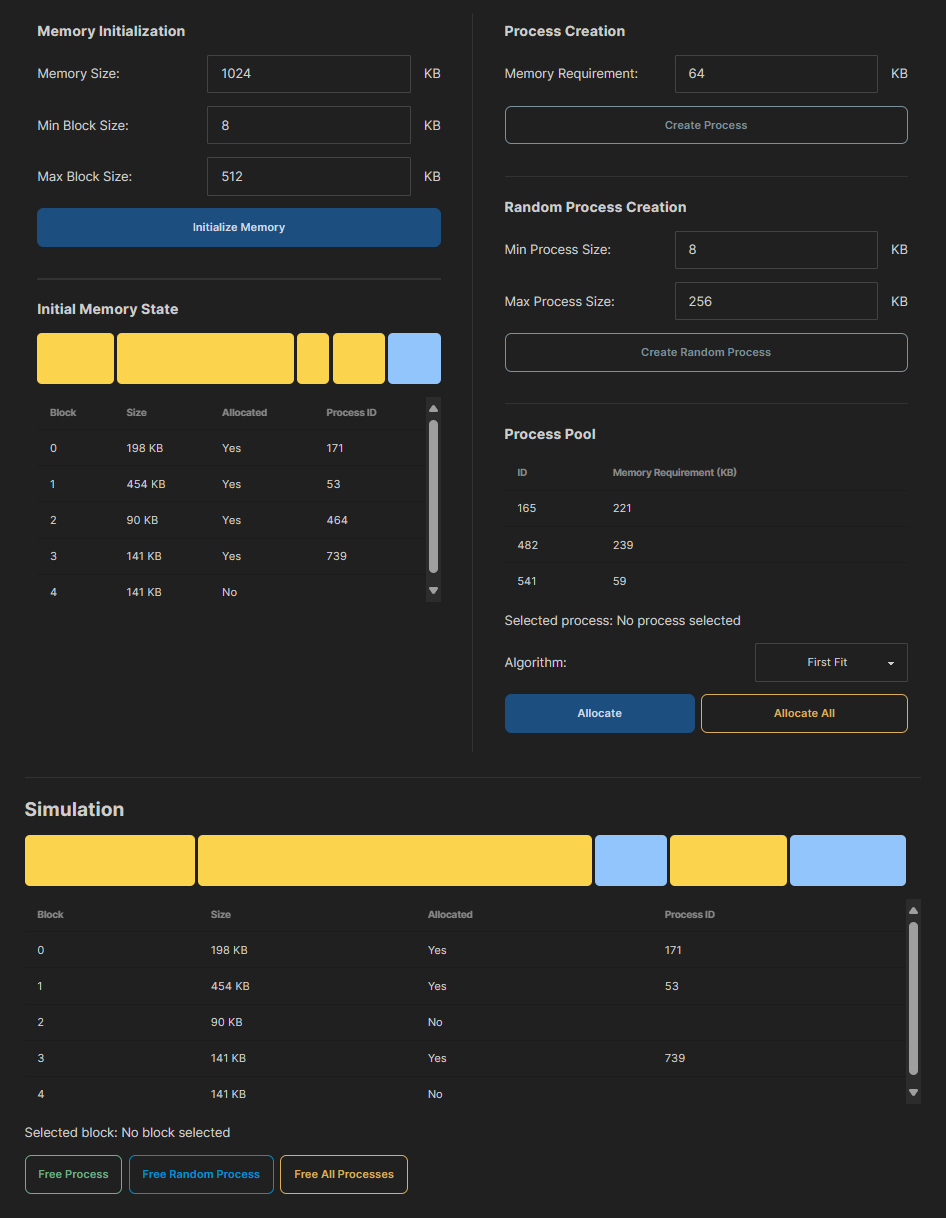 Memory Initialization
Memory Size: 1024 KB
Min Block Size: 8 KB
Max Block Size: 512 KB
Initialize Memory
Initial Memory State
Block Size Allocated Process ID
0 198 KB Yes 171
1 454 KB Yes 53
2 90 KB Yes 464
3 141 KB Yes 739
4 141 KB No
Process Creation
Memory Requirement: 64 KB
Create Process
Random Process Creation
Min Process Size: 8 KB
Max Process Size: 256 KB
Create Random Process
Process Pool
ID Memory Requirement (KB)
165 221
482 239
541 59
Selected process: No process selected
Algorithm: First Fit
Allocate Allocate All
Simulation
Block Size Allocated Process ID
0 198 KB Yes 171
1 454 KB Yes 53
2 90 KB No
3 141 KB Yes 739
4 141 KB No
Selected block: No block selected
Free Process Free Random Process Free All Processes